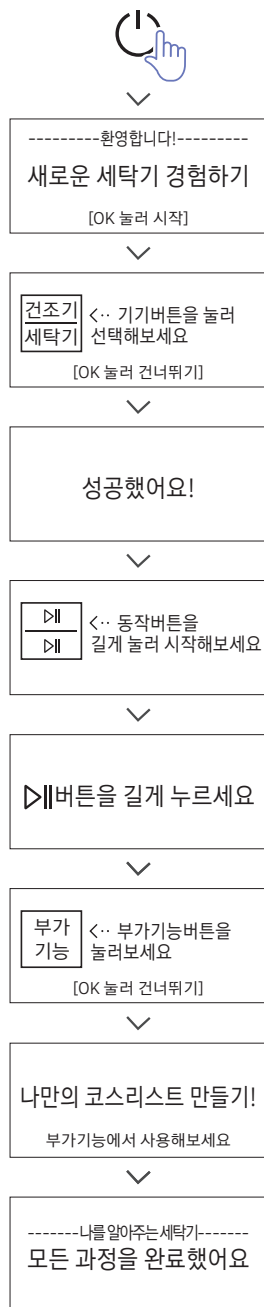 ---------환영합니다!---------
새로운 세탁기 경험하기
[OK 눌러 시작]
건조기
세탁기
<·· 기기버튼을 눌러
선택해보세요
[OK 눌러 건너뛰기]
성공했어요!
<·· 동작버튼을
길게 눌러 시작해보세요
버튼을 길게 누르세요
부가
기능
<·· 부가기능버튼을
눌러보세요
[OK 눌러 건너뛰기]
나만의 코스리스트 만들기!
부가기능에서 사용해보세요
-------나를 알아주는 세탁기-------
모든 과정을 완료했어요